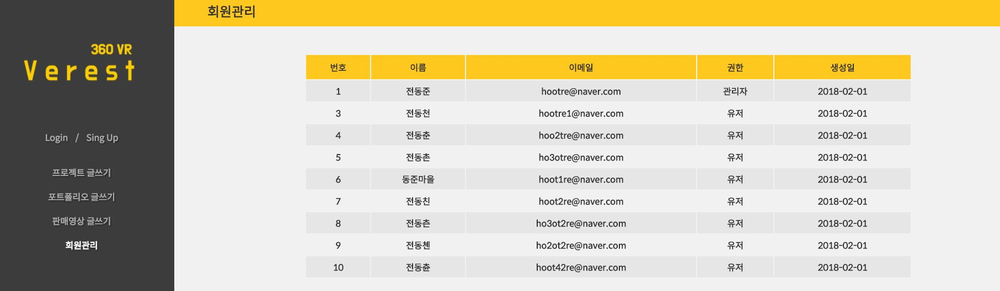 360 VR
Verest
Login / Sing Up
프로젝트 글쓰기
포트폴리오 글쓰기
판매영상 글쓰기
회원관리
회원관리
번호 이름 이메일 권한 생성일
1 전동준 hootre@naver.com 관리자 2018-02-01
3 전동천 hootre1@naver.com 유저 2018-02-01
4 전동춘 hoo2tre@naver.com 유저 2018-02-01
5 전동촌 ho3otre@naver.com 유저 2018-02-01
6 동준마을 hoot1re@naver.com 유저 2018-02-01
7 전동친 hoot2re@naver.com 유저 2018-02-01
8 전동츤 ho3ot2re@naver.com 유저 2018-02-01
9 전동첸 ho2ot2re@naver.com 유저 2018-02-01
10 전동츈 hoot42re@naver.com 유저 2018-02-01